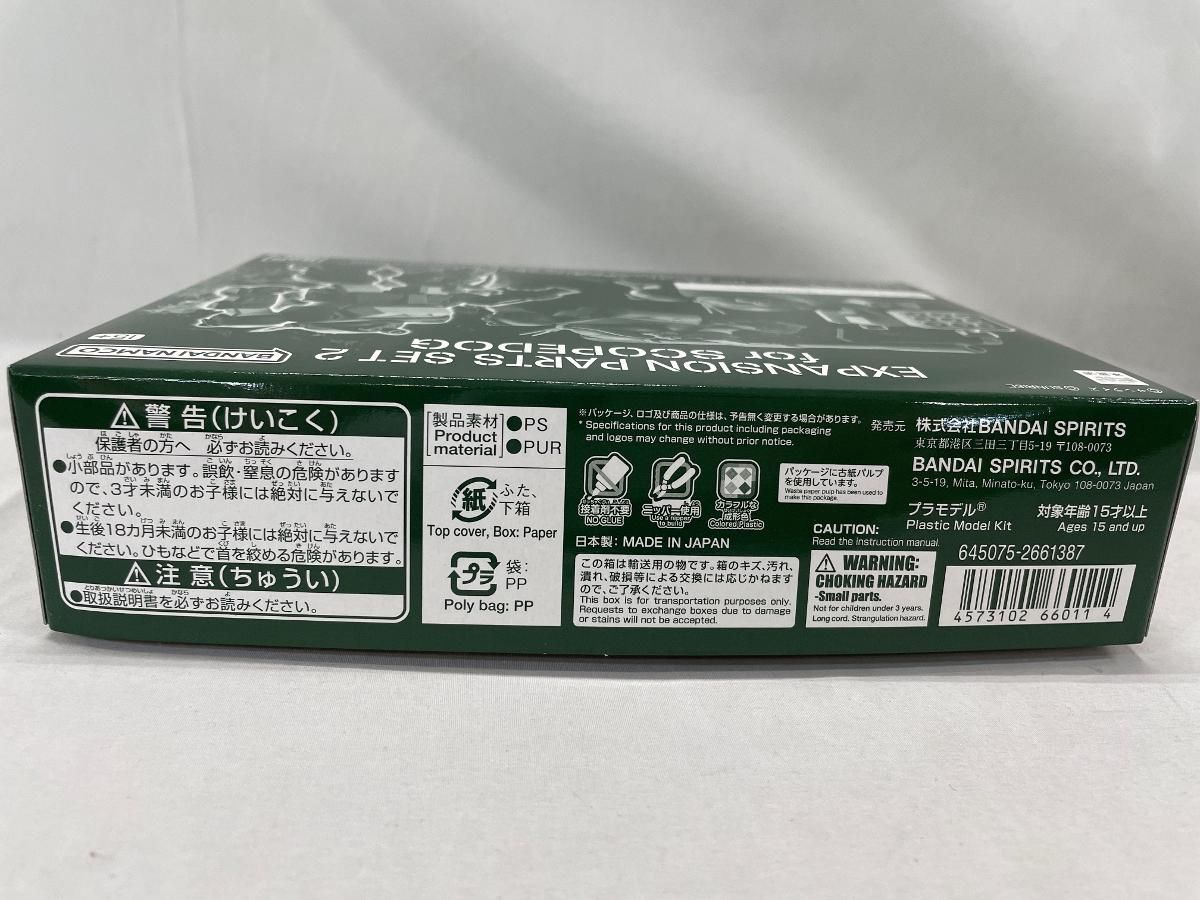 EXPANSION PARTS SET 2
for SCOPEDOG
BANDAI NAMCO
©SUNRISE
警告(けいこく)
保護者の方へ 必ずお読みください。
●小部品があります。誤飲・窒息の危険があります
ので、3才未満のお子様には絶対に与えないで
ください。
●生後18カ月未満のお子様には絶対に与えないで
ください。ひもなどで首を絞める危険があります。
注意(ちゅうい)
●取扱説明書を必ずお読みください。
[製品素材
Product
material]
●PS
●PUR
紙
ふた、
下箱
Top cover, Box: Paper
プラ
袋:
PP
Poly bag: PP
※パッケージ、ロゴ及び商品の仕様は、予告無く変更する場合があります。
* Specifications for this product including packaging
and logos may change without prior notice.
接着剤不要
NO GLUE
ニッパー使用
Use a nipper
to build
カラフルな
成形色
Colored Plastic
パッケージに古紙パルプ
を使用しています。
Waste paper pulp has been used to
make this package.
日本製: MADE IN JAPAN
この箱は輸送用の物です。箱のキズ、汚れ、
潰れ、破損等による交換には応じかねます
ので、ご了承ください。
This box is for transportation purposes only.
Requests to exchange boxes due to damage
or stains will not be accepted.
発売元 株式会社BANDAI SPIRITS
東京都港区三田三丁目5-19 〒108-0073
BANDAI SPIRITS CO., LTD.
3-5-19, Mita, Minato-ku, Tokyo 108-0073 Japan
プラモデル®
Plastic Model Kit
対象年齢15才以上
Ages 15 and up
CAUTION:
Read the instruction manual.
WARNING:
CHOKING HAZARD
-Small parts.
Not for children under 3 years.
Long cord. Strangulation hazard.
645075-2661387
4573102 66011 4